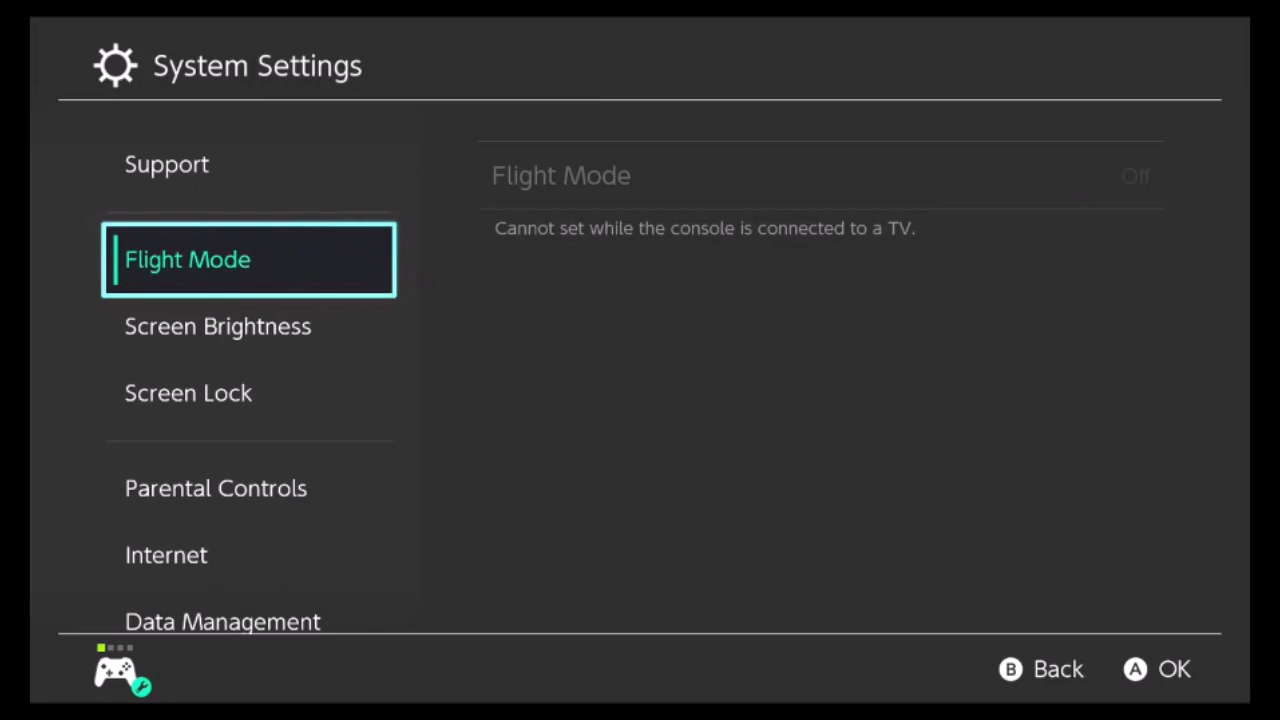 System Settings
Support
Flight Mode
Screen Brightness
Screen Lock
Parental Controls
Internet
Data Management
Flight Mode Off
Cannot set while the console is connected to a TV.
B Back A OK